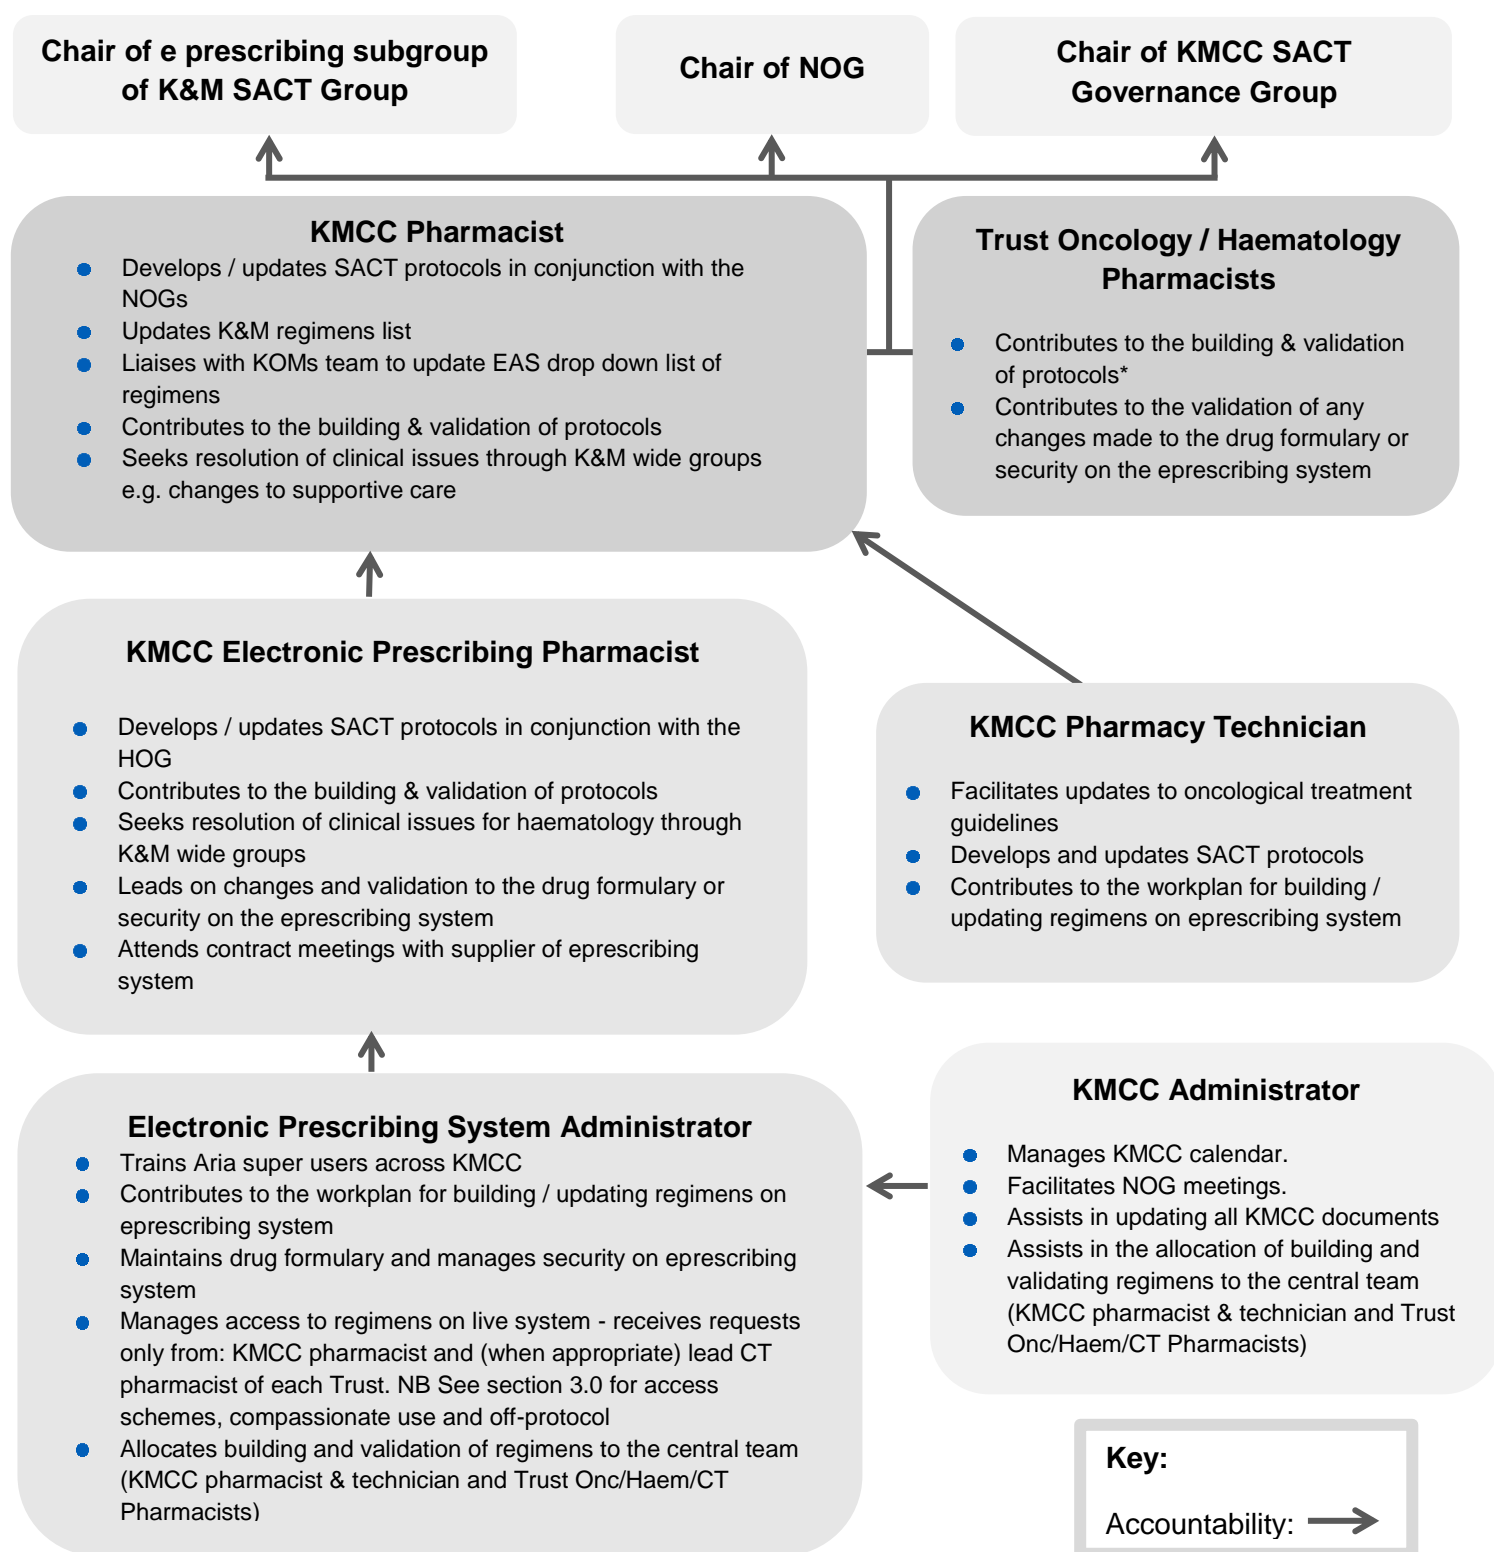 Chair of e prescribing subgroup
of K&M SACT Group
Chair of NOG
Chair of KMCC SACT
Governance Group
KMCC Pharmacist
Develops / updates SACT protocols in conjunction with the
NOGs
Updates K&M regimens list
Liaises with KOMs team to update EAS drop down list of
regimens
Contributes to the building & validation of protocols
Seeks resolution of clinical issues through K&M wide groups
e.g. changes to supportive care
Trust Oncology / Haematology
Pharmacists
Contributes to the building & validation
of protocols*
Contributes to the validation of any
changes made to the drug formulary or
security on the eprescribing system
KMCC Electronic Prescribing Pharmacist
Develops / updates SACT protocols in conjunction with the
HOG
Contributes to the building & validation of protocols
Seeks resolution of clinical issues for haematology through
K&M wide groups
Leads on changes and validation to the drug formulary or
security on the eprescribing system
Attends contract meetings with supplier of eprescribing
system
KMCC Pharmacy Technician
Facilitates updates to oncological treatment
guidelines
Develops and updates SACT protocols
Contributes to the workplan for building /
updating regimens on eprescribing system
Electronic Prescribing System Administrator
Trains Aria super users across KMCC
Contributes to the workplan for building / updating regimens on
eprescribing system
Maintains drug formulary and manages security on eprescribing
system
Manages access to regimens on live system - receives requests
only from: KMCC pharmacist and (when appropriate) lead CT
pharmacist of each Trust. NB See section 3.0 for access
schemes, compassionate use and off-protocol
Allocates building and validation of regimens to the central team
(KMCC pharmacist & technician and Trust Onc/Haem/CT
Pharmacists)
KMCC Administrator
Manages KMCC calendar.
Facilitates NOG meetings.
Assists in updating all KMCC documents
Assists in the allocation of building and
validating regimens to the central team
(KMCC pharmacist & technician and Trust
Onc/Haem/CT Pharmacists)
Key:
Accountability: